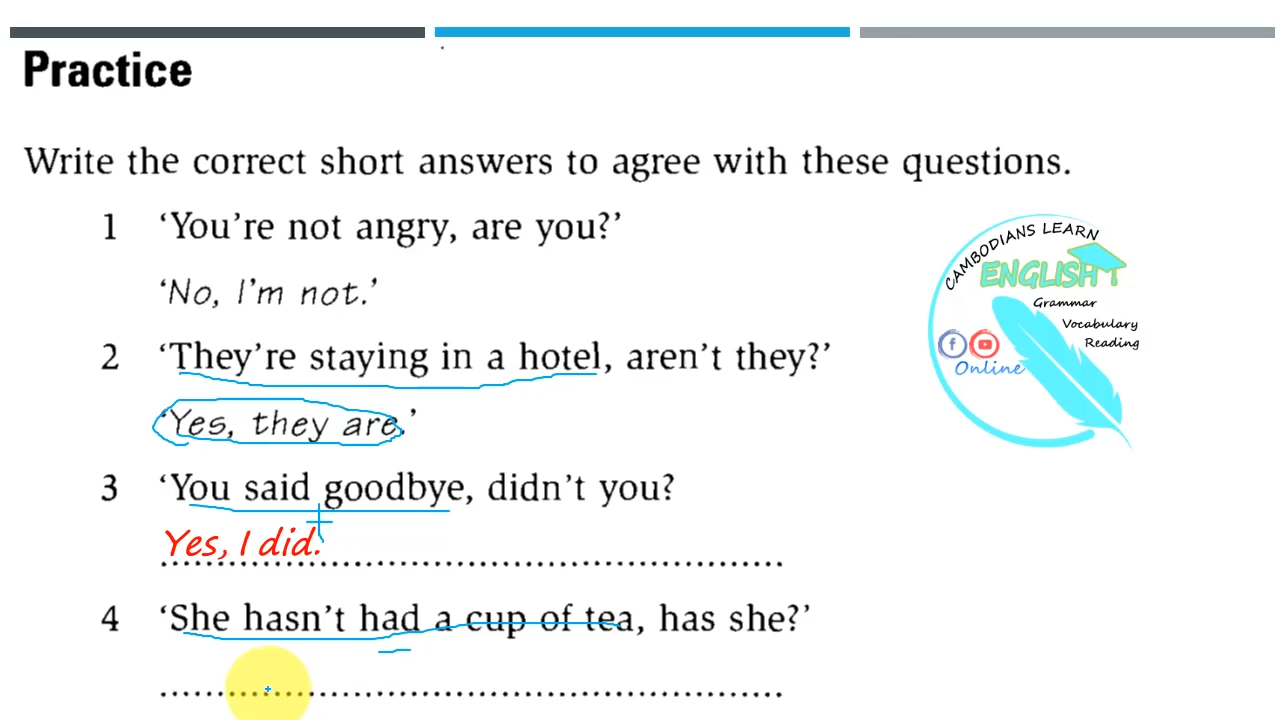 Practice
Write the correct short answers to agree with these questions.
1 ‘You’re not angry, are you?’
‘No, I’m not.’
2 ‘They’re staying in a hotel, aren’t they?’
‘Yes, they are.’
3 ‘You said goodbye, didn’t you?
Yes, I did.
4 ‘She hasn’t had a cup of tea, has she?’
CAMBODIANS LEARN
ENGLISH
Grammar
Vocabulary
Reading
f
Online